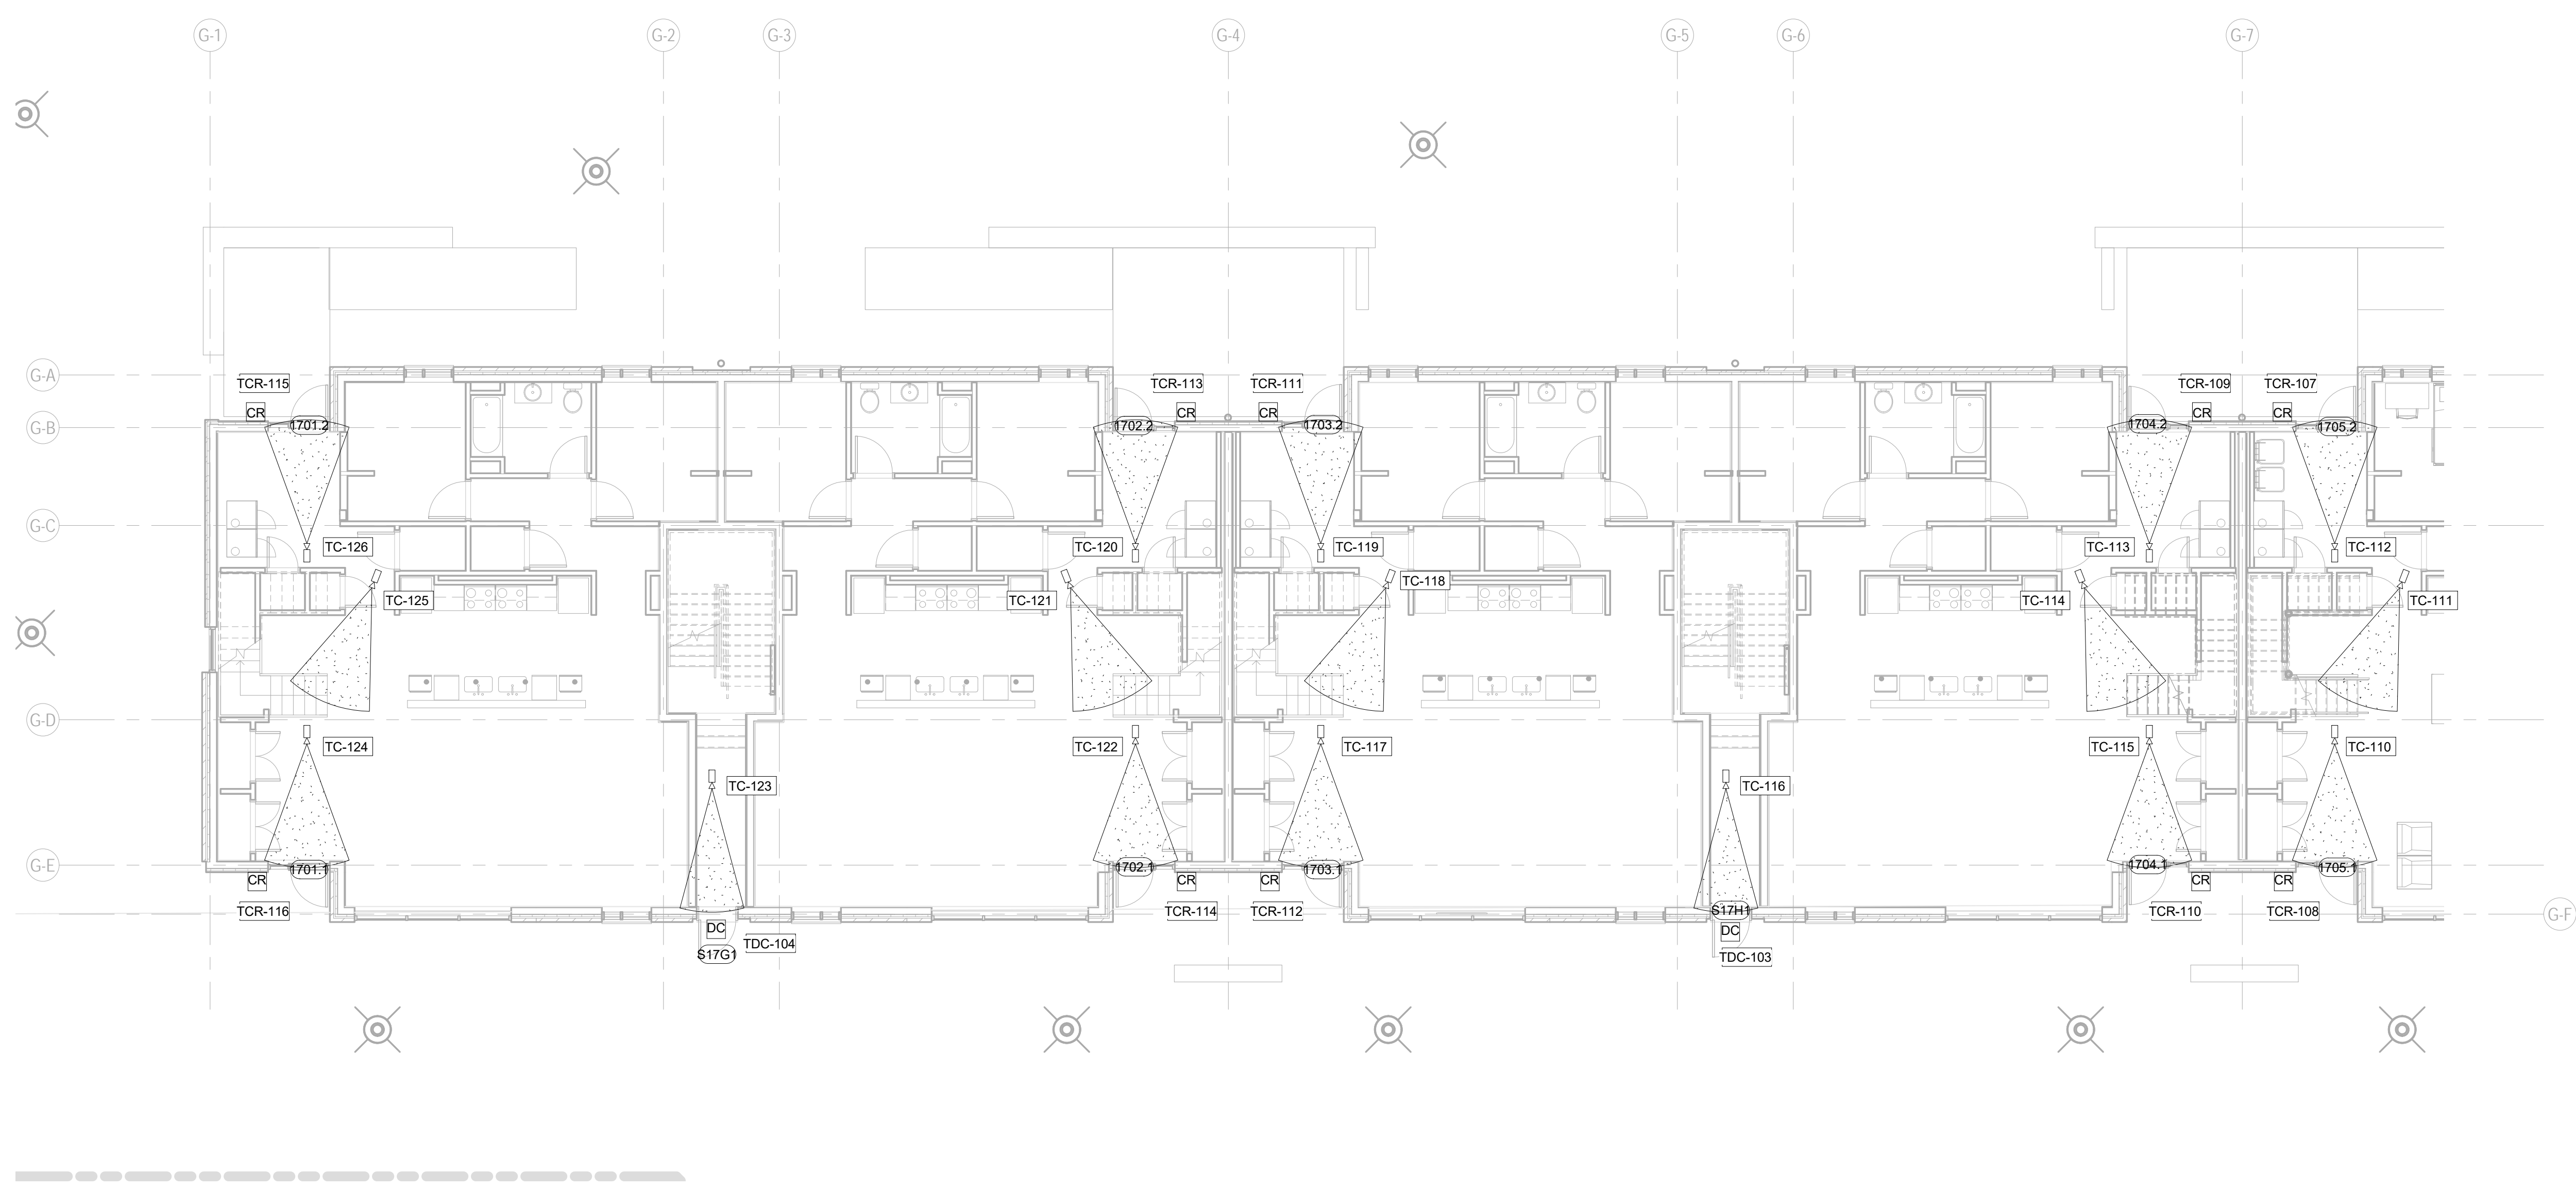 G-1
G-2
G-3
G-4
G-5
G-6
G-7
G-A
TCR-115
TCR-113
TCR-111
TCR-109
TCR-107
CR
CR
CR
CR
CR
G-B
1701.2
1702.2
1703.2
1704.2
1705.2
G-C
TC-126
TC-120
TC-119
TC-113
TC-112
TC-118
TC-125
TC-121
TC-114
TC-111
G-D
TC-124
TC-122
TC-117
TC-115
TC-110
TC-123
TC-116
G-E
1701.1
1702.1
1703.1
1704.1
1705.1
CR
CR
CR
CR
CR
TCR-116
TCR-114
TCR-112
S17H1
TCR-110
TCR-108
G-F
DC
DC
TDC-104
S17G1
TDC-103